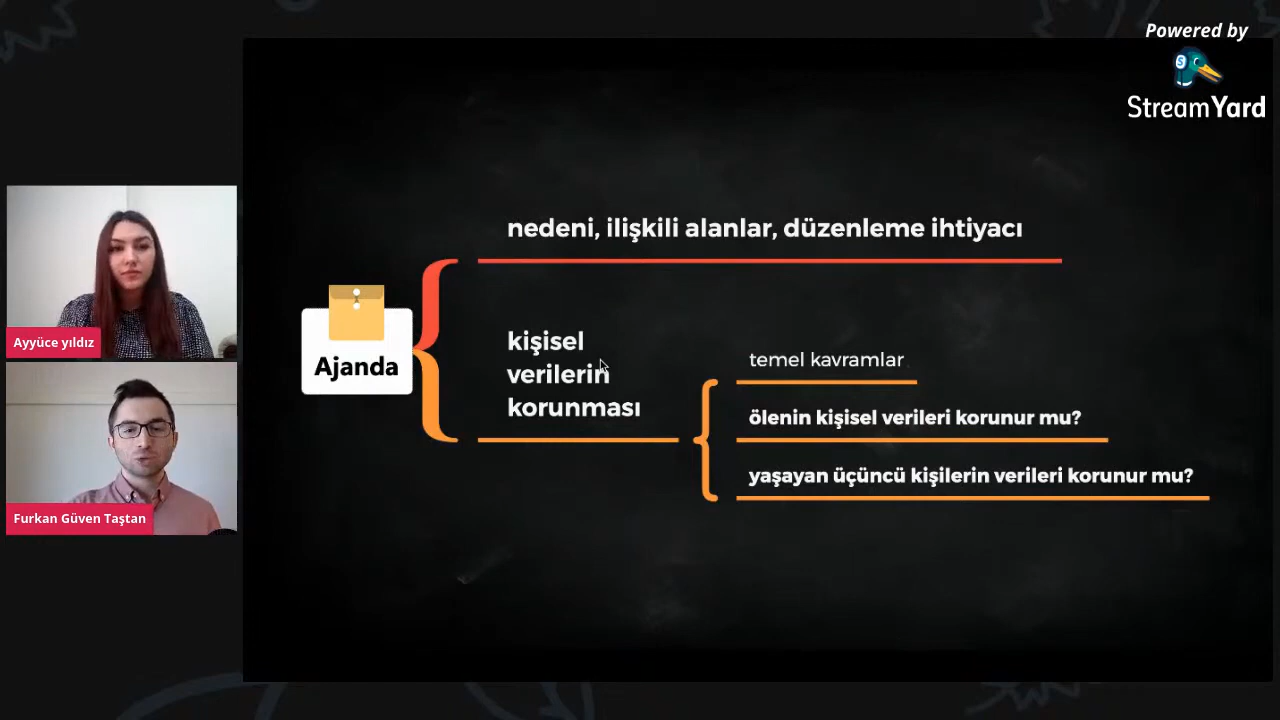 Powered by
StreamYard
nedeni, ilişkili alanlar, düzenleme ihtiyacı
Ajanda
kişisel
verilerin
korunması
temel kavramlar
ölenin kişisel verileri korunur mu?
yaşayan üçüncü kişilerin verileri korunur mu?
Ayyüce yıldız
Furkan Güven Taştan